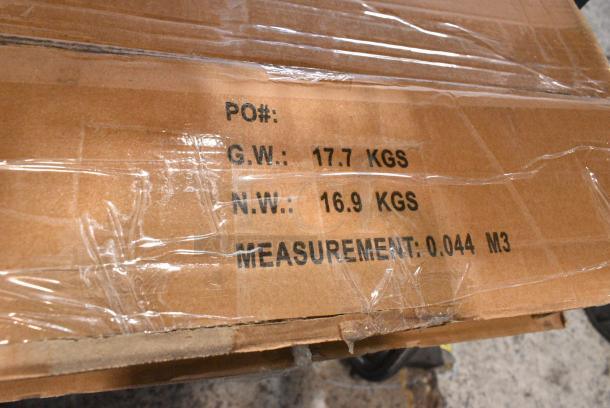 PO#:
G.W.: 17.7 KGS
N.W.: 16.9 KGS
MEASUREMENT: 0.044 M3